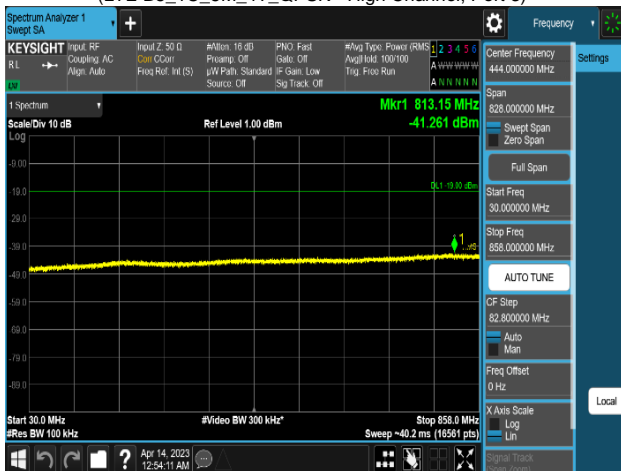 Spectrum Analyzer 1
Swept SA
+
Frequency
KEYSIGHT
RL
Input: RF
Coupling: AC
Align: Auto
Input Z: 50 Ω
Corr CCorr
Freq Ref: Int (S)
#Atten: 16 dB
Preamp: Off
µW Path: Standard
Source: Off
PNO: Fast
Gate: Off
IF Gain: Low
Sig Track: Off
#Avg Type: Power (RMS
Avg|Hold: 100/100
Trig: Free Run
1 2 3 4 5 6
A W W W W W
A N N N N N
1 Spectrum
Scale/Div 10 dB
Log
Ref Level 1.00 dBm
Mkr1 813.15 MHz
-41.261 dBm
-9.00
-19.0
-29.0
-39.0
-49.0
-59.0
-69.0
-79.0
-89.0
DL1 -19.00 dBm
1
Start 30.0 MHz
#Res BW 100 kHz
#Video BW 300 kHz*
Stop 858.0 MHz
Sweep ~40.2 ms (16561 pts)
Apr 14, 2023
12:54:11 AM
Center Frequency
444.000000 MHz
Settings
Span
828.000000 MHz
Swept Span
Zero Span
Full Span
Start Freq
30.000000 MHz
Stop Freq
858.000000 MHz
AUTO TUNE
CF Step
82.800000 MHz
Auto
Man
Freq Offset
0 Hz
X Axis Scale
Log
Lin
Local
Signal Track
(Span Zoom)